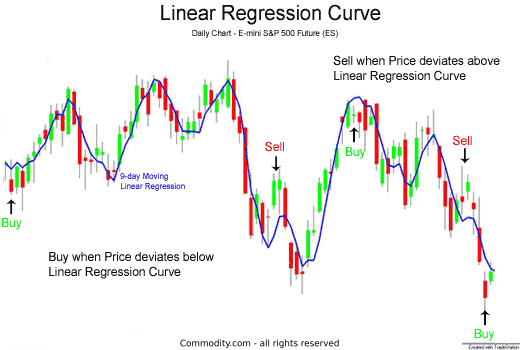 Linear Regression Curve
Daily Chart - E-mini S&P 500 Future (ES)
Sell when Price deviates above
Linear Regression Curve
Sell
Sell
Buy
9-day Moving
Linear Regression
Buy
Buy when Price deviates below
Linear Regression Curve
Buy
Commodity.com - all rights reserved
Created with TradeStation